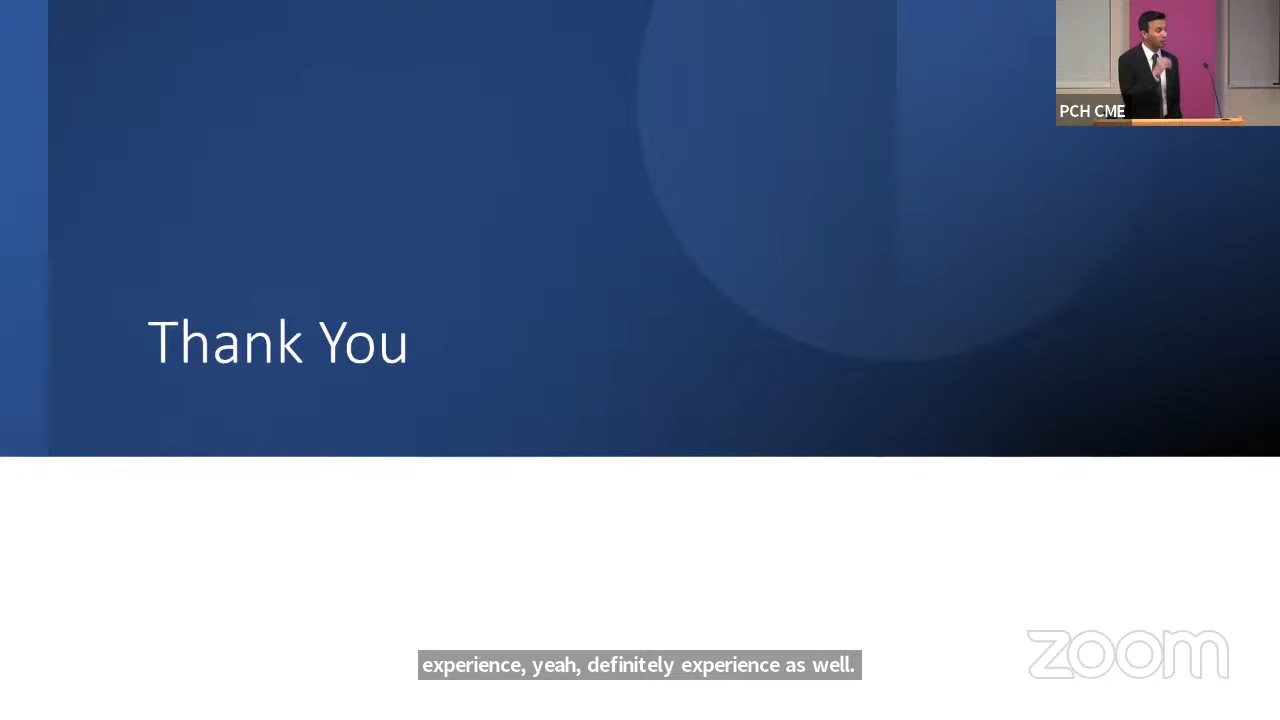 PCH CME
Thank You
experience, yeah, definitely experience as well.
zoom